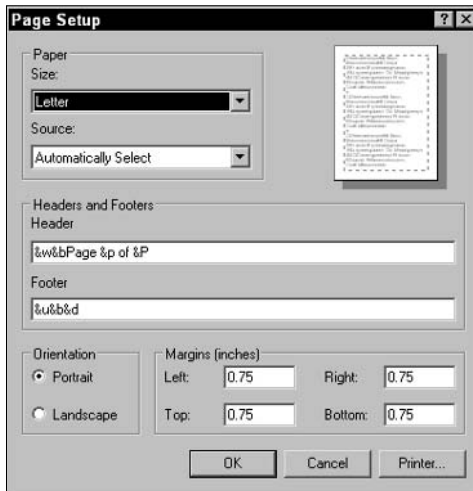 Page Setup
Paper
Size:
Letter
Source:
Automatically Select
Headers and Footers
Header
&w&bPage &p of &P
Footer
&u&b&d
Orientation
Portrait
Landscape
Margins (inches)
Left: 0.75 Right: 0.75
Top: 0.75 Bottom: 0.75
OK Cancel Printer...